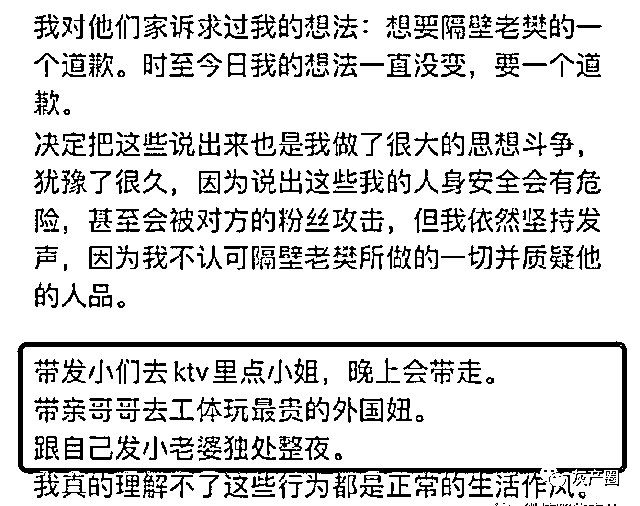 我对他们家诉求过我的想法：想要隔壁老樊的一
个道歉。时至今日我的想法一直没变，要一个道
歉。
决定把这些说出来也是我做了很大的思想斗争，
犹豫了很久，因为说出这些我的人身安全会有危
险，甚至会被对方的粉丝攻击，但我依然坚持发
声，因为我不认可隔壁老樊所做的一切并质疑他
的人品。
带发小们去ktv里点小姐，晚上会带走。
带亲哥哥去工体玩最贵的外国妞。
跟自己发小老婆独处整夜。
我真的理解不了这些行为都是正常的生活作风。
灰产圈